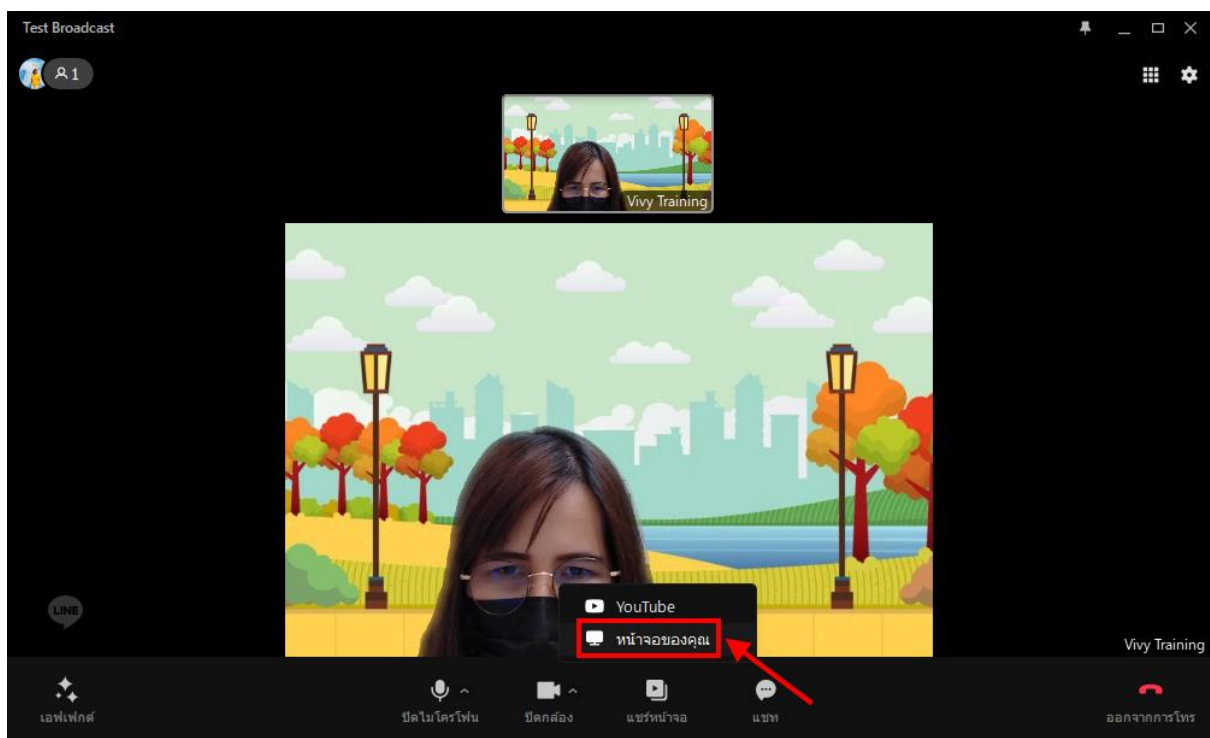 Test Broadcast
1
Vivy Training
YouTube
หน้าจอของคุณ
LINE
Vivy Training
เอฟเฟกต์
ปิดไมโครโฟน
ปิดกล้อง
แชร์หน้าจอ
แชท
ออกจากการโทร